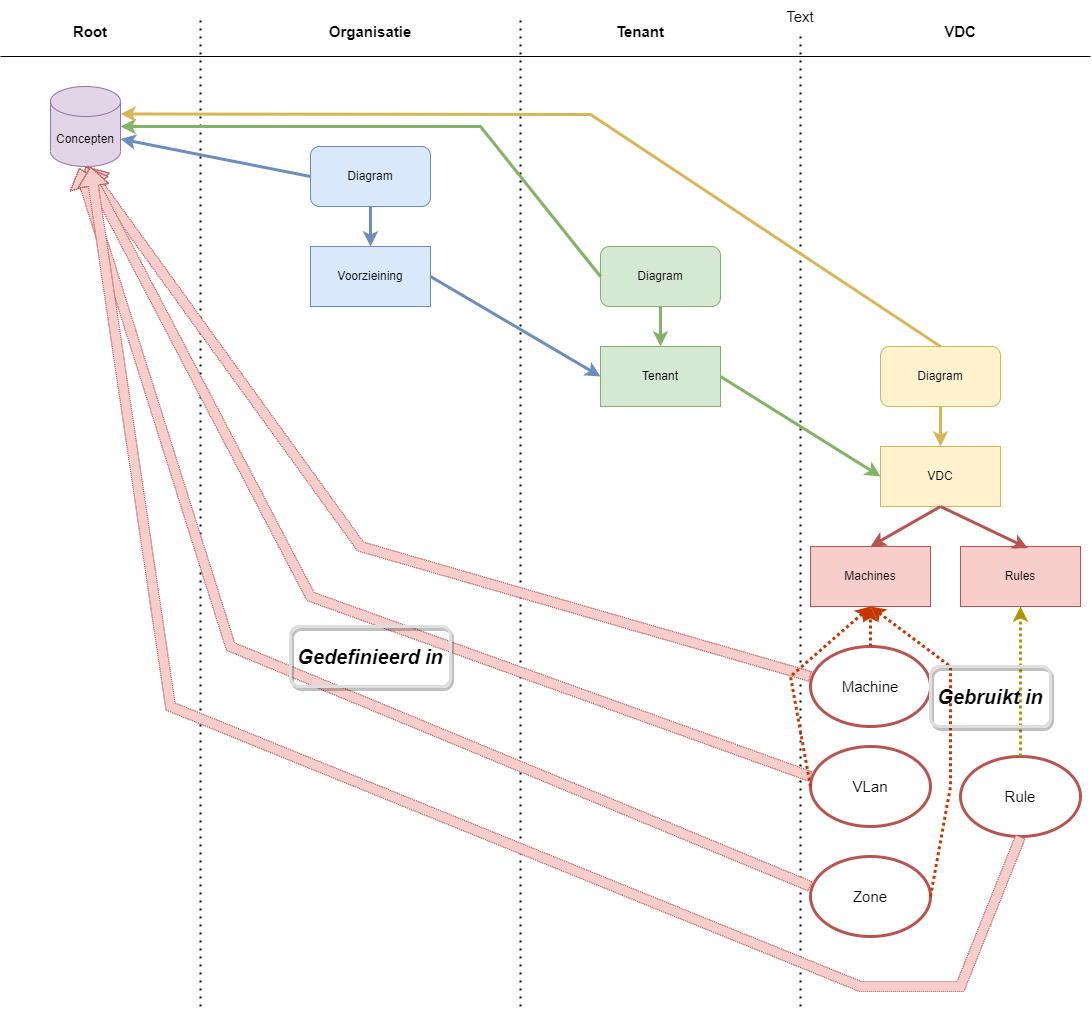 Text
Root
Organisatie
Tenant
VDC
Concepten
Diagram
Voorzieining
Diagram
Tenant
Diagram
VDC
Machines
Rules
Gedefinieerd in
Machine
Gebruikt in
VLan
Rule
Zone